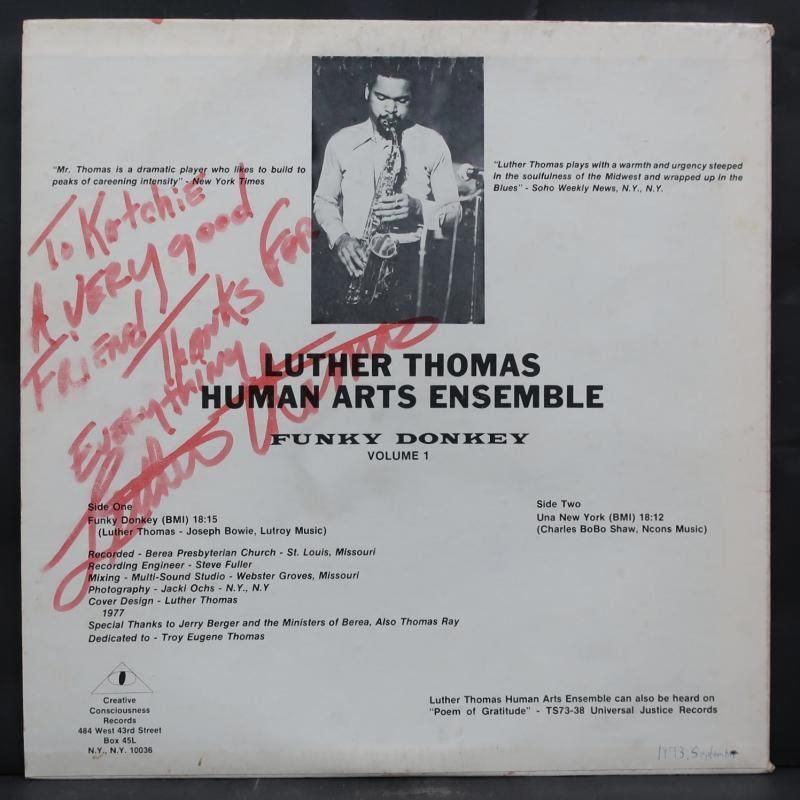 "Mr. Thomas is a dramatic player who likes to build to
peaks of careening intensity" - New York Times
"Luther Thomas plays with a warmth and urgency steeped
in the soulfulness of the Midwest and wrapped up in the
Blues" - Soho Weekly News, N.Y., N.Y.
To Katchie
A VERY good
FRIEND
THANKS FOR
Everything
Luther Thomas
LUTHER THOMAS
HUMAN ARTS ENSEMBLE
FUNKY DONKEY
VOLUME 1
Side One
Funky Donkey (BMI) 18:15
(Luther Thomas - Joseph Bowie, Lutroy Music)
Side Two
Una New York (BMI) 18:12
(Charles BoBo Shaw, Ncons Music)
Recorded - Berea Presbyterian Church - St. Louis, Missouri
Recording Engineer - Steve Fuller
Mixing - Multi-Sound Studio - Webster Groves, Missouri
Photography - Jacki Ochs - N.Y., N.Y
Cover Design - Luther Thomas
1977
Special Thanks to Jerry Berger and the Ministers of Berea, Also Thomas Ray
Dedicated to - Troy Eugene Thomas
Creative
Consciousness
Records
484 West 43rd Street
Box 45L
N.Y., N.Y. 10036
Luther Thomas Human Arts Ensemble can also be heard on
"Poem of Gratitude" - TS73-38 Universal Justice Records
1973, September